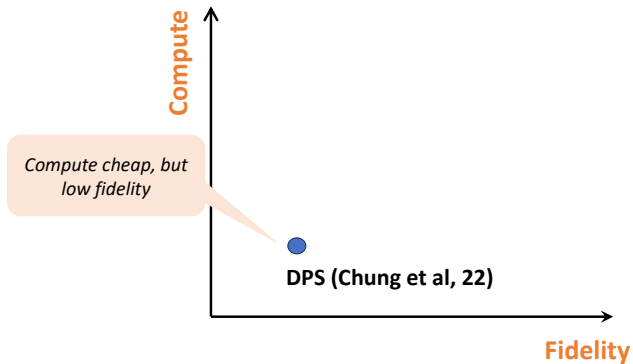 Compute
Compute cheap, but
low fidelity
DPS (Chung et al, 22)
Fidelity